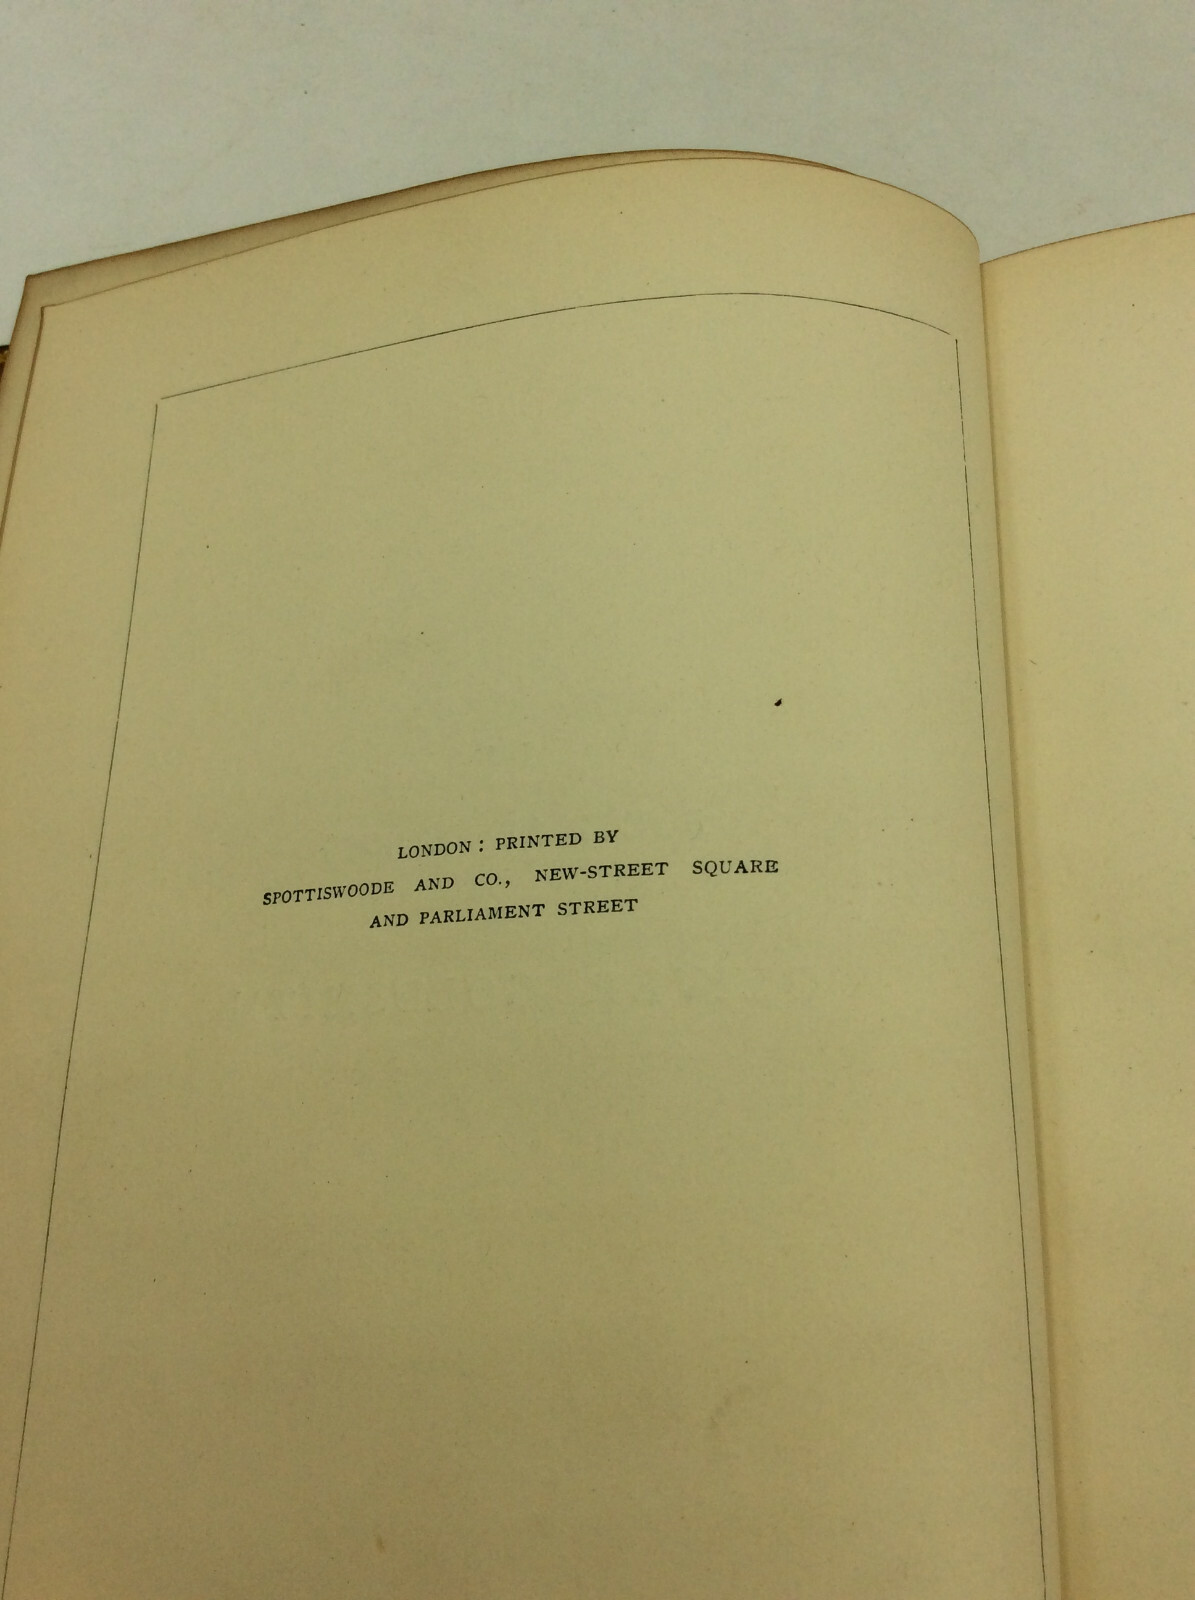 LONDON : PRINTED BY
SPOTTISWOODE AND CO., NEW-STREET SQUARE
AND PARLIAMENT STREET